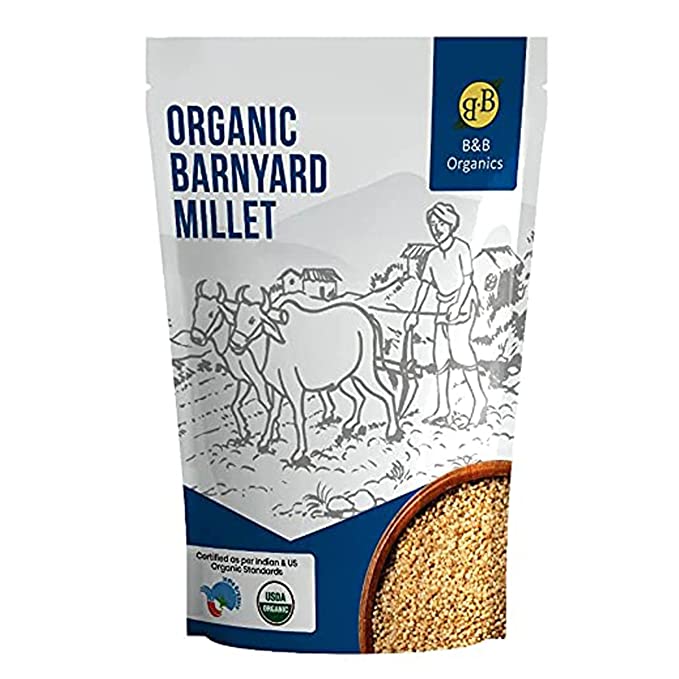 ORGANIC
BARNYARD
MILLET
B·B
B&B
Organics
Certified as per Indian & US
Organic Standards
USDA
ORGANIC